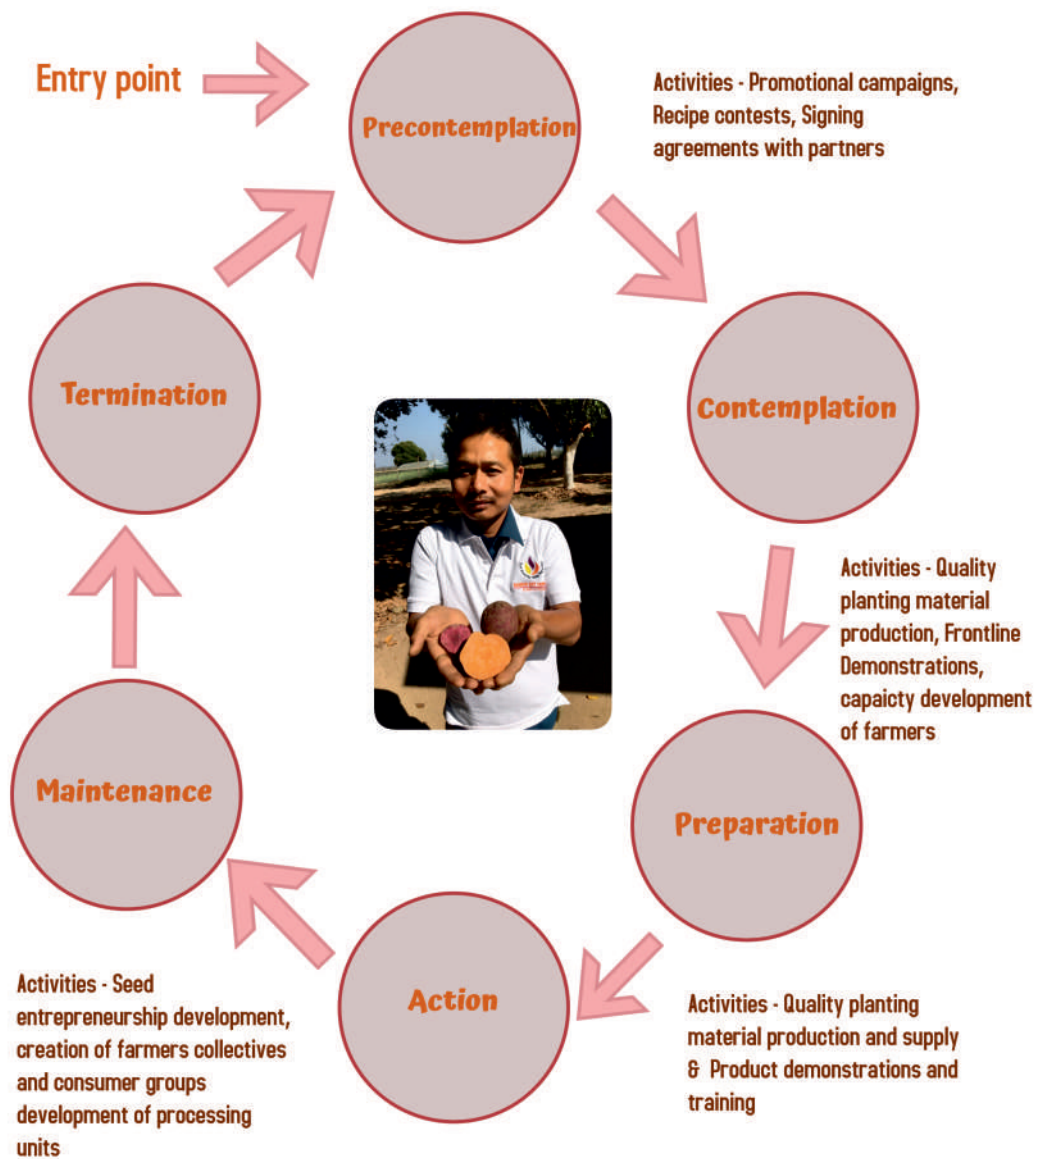 Entry point
Precontemplation
Activities - Promotional campaigns,
Recipe contests, Signing
agreements with partners
Contemplation
Activities - Quality
planting material
production, Frontline
Demonstrations,
capaicty development
of farmers
Preparation
Activities - Quality planting
material production and supply
& Product demonstrations and
training
Action
Activities - Seed
entrepreneurship development,
creation of farmers collectives
and consumer groups
development of processing
units
Maintenance
Termination